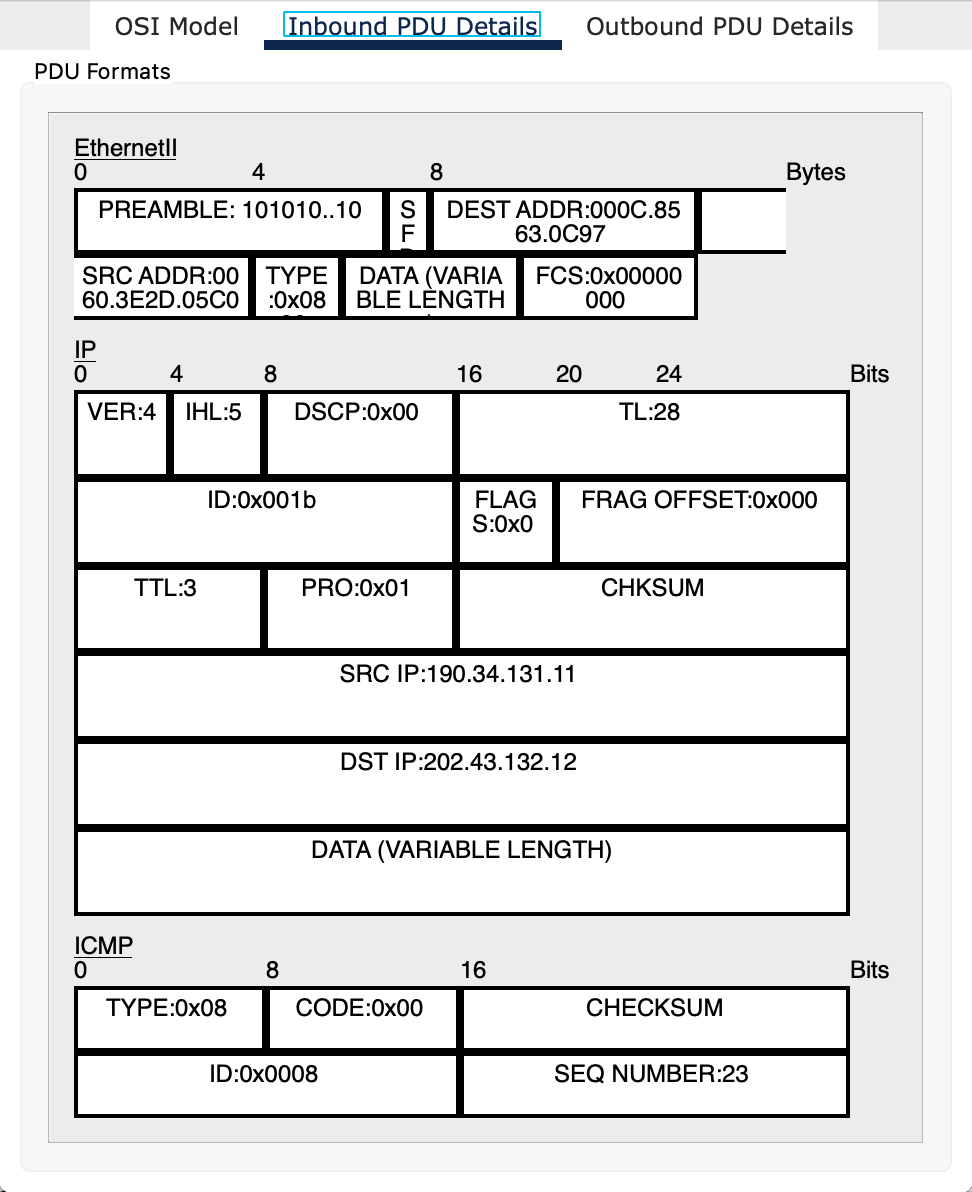 OSI Model Inbound PDU Details Outbound PDU Details
PDU Formats
EthernetII
0 4 8 Bytes
PREAMBLE: 101010..10
S
F
DEST ADDR:000C.85
63.0C97
SRC ADDR:00
60.3E2D.05C0
TYPE
:0x08
DATA (VARIA
BLE LENGTH
FCS:0x00000
000
IP
0 4 8 16 20 24 Bits
VER:4 IHL:5 DSCP:0x00 TL:28
ID:0x001b
FLAG
S:0x0
FRAG OFFSET:0x000
TTL:3 PRO:0x01 CHKSUM
SRC IP:190.34.131.11
DST IP:202.43.132.12
DATA (VARIABLE LENGTH)
ICMP
0 8 16 Bits
TYPE:0x08 CODE:0x00 CHECKSUM
ID:0x0008 SEQ NUMBER:23